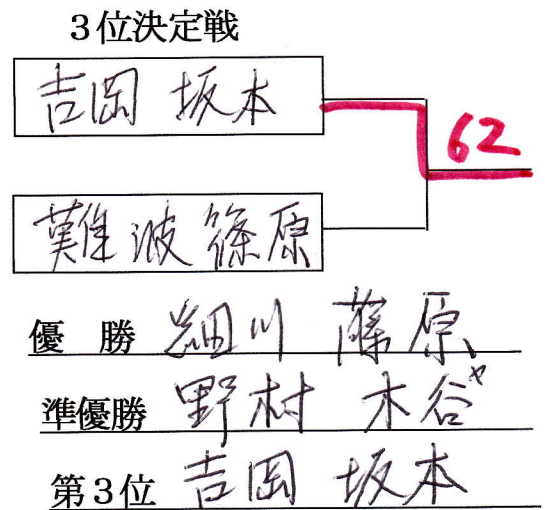 3位決定戦
吉岡 坂本
62
難波 篠原
優 勝 細川 藤原
準優勝 野村 木谷ヤ
第3位 吉岡 坂本